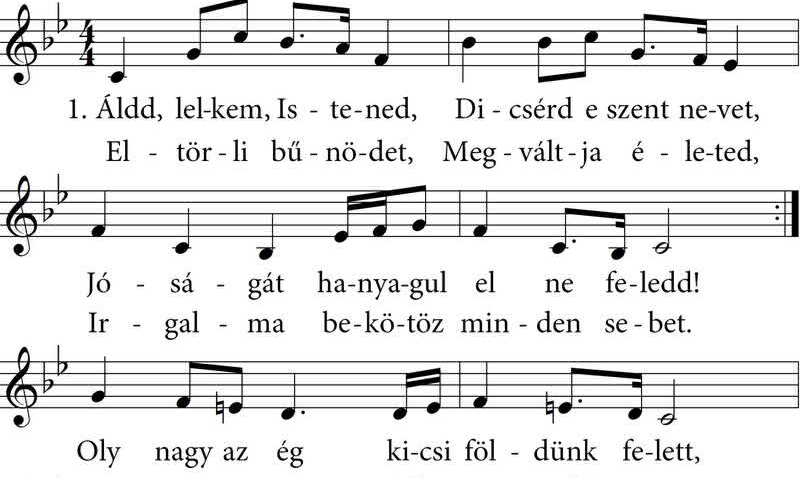 4
4
1. Áldd, lel-kem, Is - te-ned, Di - csérd e szent ne-vet,
El - tör - li bű - nö-det, Meg - vált - ja é - le-ted,
Jó - sá - gát ha-nya-gul el ne fe-ledd!
Ir - gal - ma be-kö-töz min - den se - bet.
Oly nagy az ég ki-csi föl - dünk fe-lett,